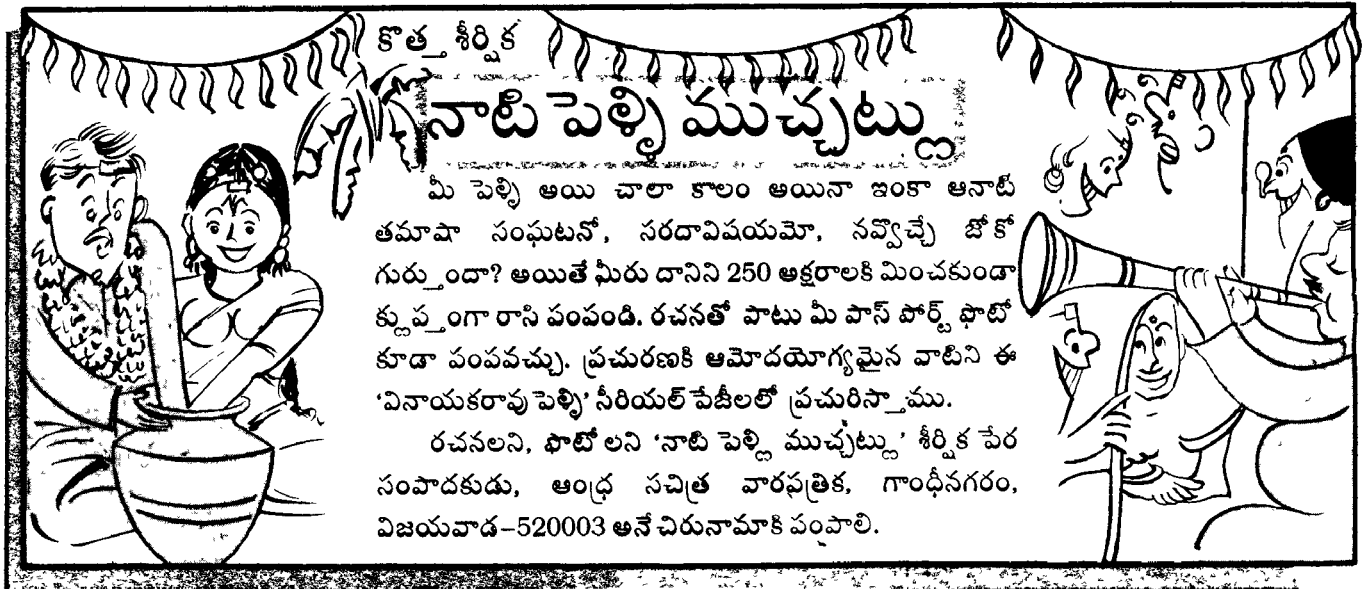 కొత్త శీర్షిక
నాటి పెళ్ళి ముచ్చట్లు
మీ పెళ్ళి అయి చాలా కాలం అయినా ఇంకా ఆనాటి
తమాషా సంఘటనో, సరదావిషయమో, నవ్వొచ్చే జోకో
గుర్తుందా? అయితే మీరు దానిని 250 అక్షరాలకి మించకుండా
క్లుప్తంగా రాసి పంపండి. రచనతో పాటు మీ పాస్ పోర్ట్ ఫొటో
కూడా పంపవచ్చు. ప్రచురణకి ఆమోదయోగ్యమైన వాటిని ఈ
'వినాయకరావు పెళ్ళి' సీరియల్ పేజీలలో ప్రచురిస్తాము.
రచనలని, ఫొటోలని 'నాటి పెళ్లి ముచ్చట్లు' శీర్షిక పేర
సంపాదకుడు, ఆంధ్ర సచిత్ర వారపత్రిక, గాంధీనగరం,
విజయవాడ-520003 అనే చిరునామాకి పంపాలి.